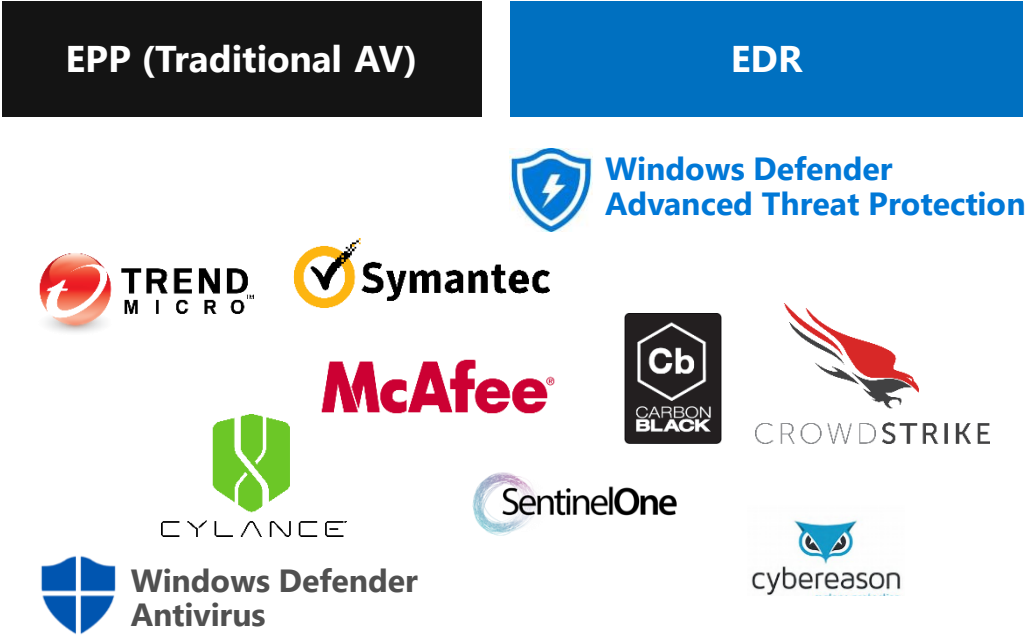 EPP (Traditional AV)
EDR
Windows Defender
Advanced Threat Protection
TREND
MICRO™
Symantec
McAfee®
Cb
CARBON
BLACK
CROWDSTRIKE
CYLANCE
SentinelOne
cybereason
Windows Defender
Antivirus